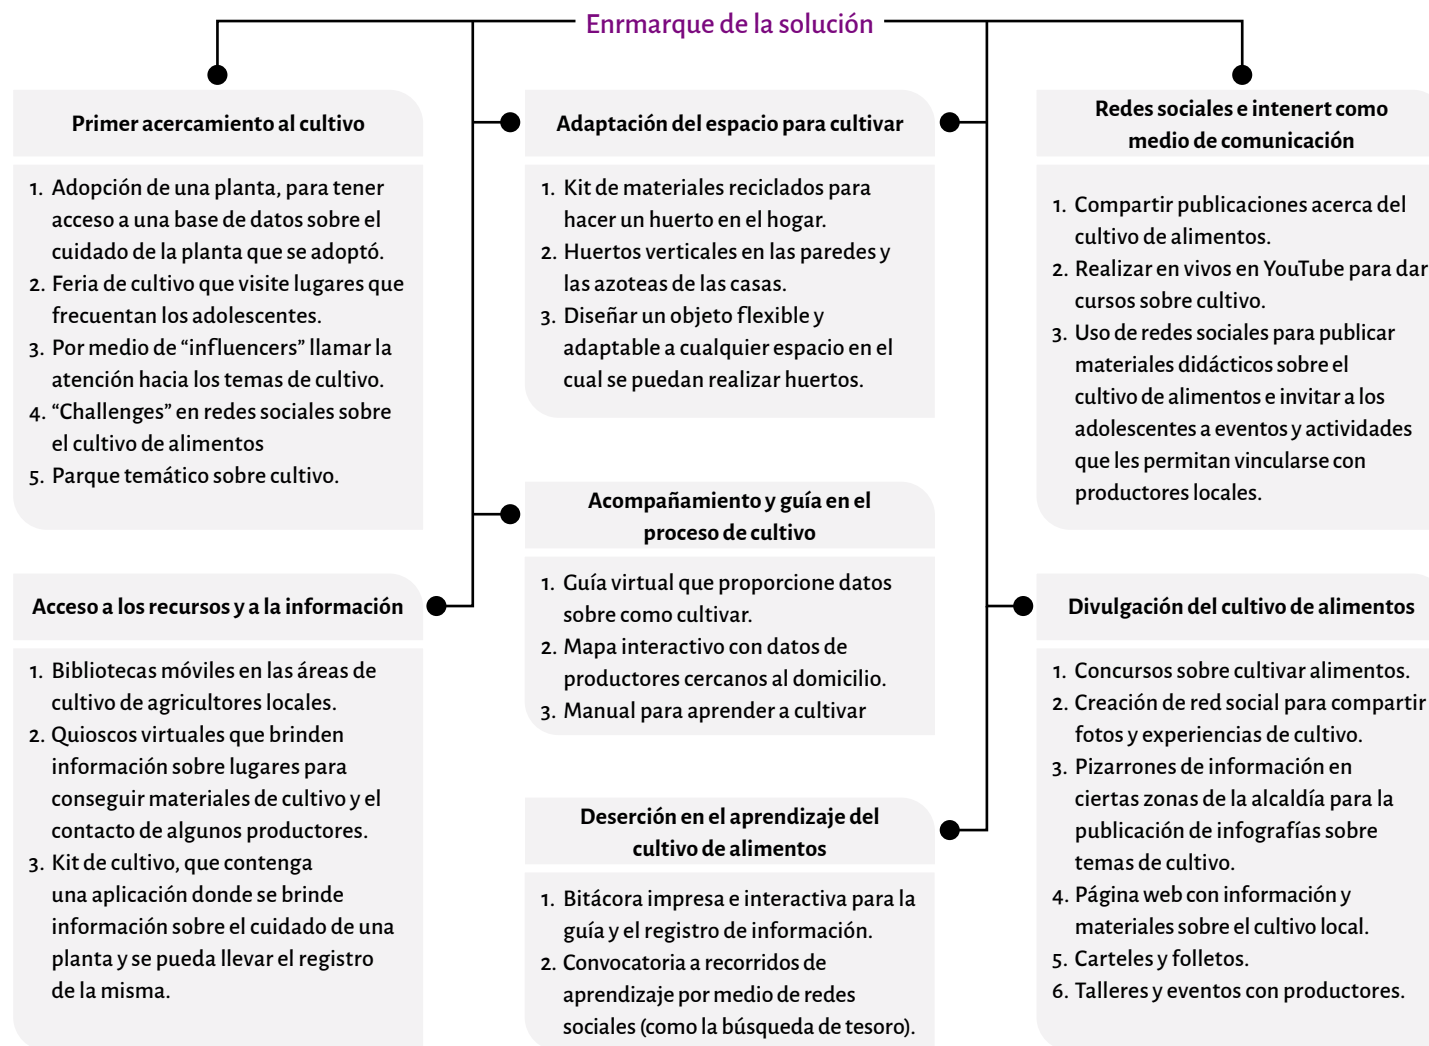 Enrmarque de la solución
Primer acercamiento al cultivo
1. Adopción de una planta, para tener
acceso a una base de datos sobre el
cuidado de la planta que se adoptó.
2. Feria de cultivo que visite lugares que
frecuentan los adolescentes.
3. Por medio de “influencers” llamar la
atención hacia los temas de cultivo.
4. “Challenges” en redes sociales sobre
el cultivo de alimentos
5. Parque temático sobre cultivo.
Acceso a los recursos y a la información
1. Bibliotecas móviles en las áreas de
cultivo de agricultores locales.
2. Quioscos virtuales que brinden
información sobre lugares para
conseguir materiales de cultivo y el
contacto de algunos productores.
3. Kit de cultivo, que contenga
una aplicación donde se brinde
información sobre el cuidado de una
planta y se pueda llevar el registro
de la misma.
Adaptación del espacio para cultivar
1. Kit de materiales reciclados para
hacer un huerto en el hogar.
2. Huertos verticales en las paredes y
las azoteas de las casas.
3. Diseñar un objeto flexible y
adaptable a cualquier espacio en el
cual se puedan realizar huertos.
Acompañamiento y guía en el
proceso de cultivo
1. Guía virtual que proporcione datos
sobre como cultivar.
2. Mapa interactivo con datos de
productores cercanos al domicilio.
3. Manual para aprender a cultivar
Deserción en el aprendizaje del
cultivo de alimentos
1. Bitácora impresa e interactiva para la
guía y el registro de información.
2. Convocatoria a recorridos de
aprendizaje por medio de redes
sociales (como la búsqueda de tesoro).
Redes sociales e intenert como
medio de comunicación
1. Compartir publicaciones acerca del
cultivo de alimentos.
2. Realizar en vivos en YouTube para dar
cursos sobre cultivo.
3. Uso de redes sociales para publicar
materiales didácticos sobre el
cultivo de alimentos e invitar a los
adolescentes a eventos y actividades
que les permitan vincularse con
productores locales.
Divulgación del cultivo de alimentos
1. Concursos sobre cultivar alimentos.
2. Creación de red social para compartir
fotos y experiencias de cultivo.
3. Pizarrones de información en
ciertas zonas de la alcaldía para la
publicación de infografías sobre
temas de cultivo.
4. Página web con información y
materiales sobre el cultivo local.
5. Carteles y folletos.
6. Talleres y eventos con productores.